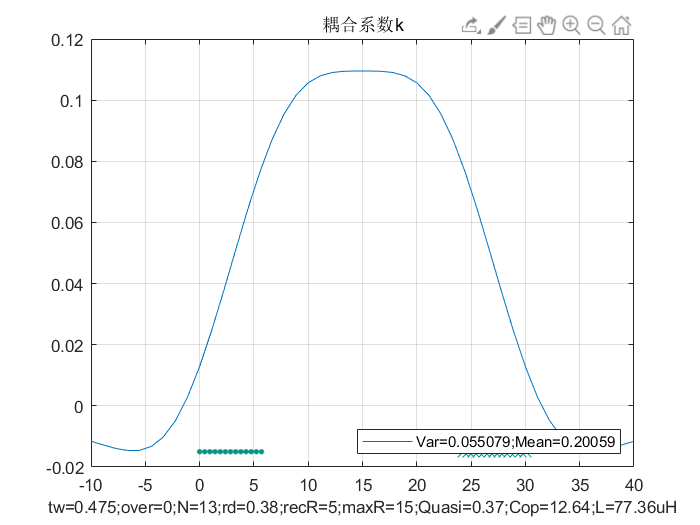 耦合系数k
0.12
0.1
0.08
0.06
0.04
0.02
0
-0.02
Var=0.055079;Mean=0.20059
-10 -5 0 5 10 15 20 25 30 35 40
tw=0.475;over=0;N=13;rd=0.38;recR=5;maxR=15;Quasi=0.37;Cop=12.64;L=77.36uH